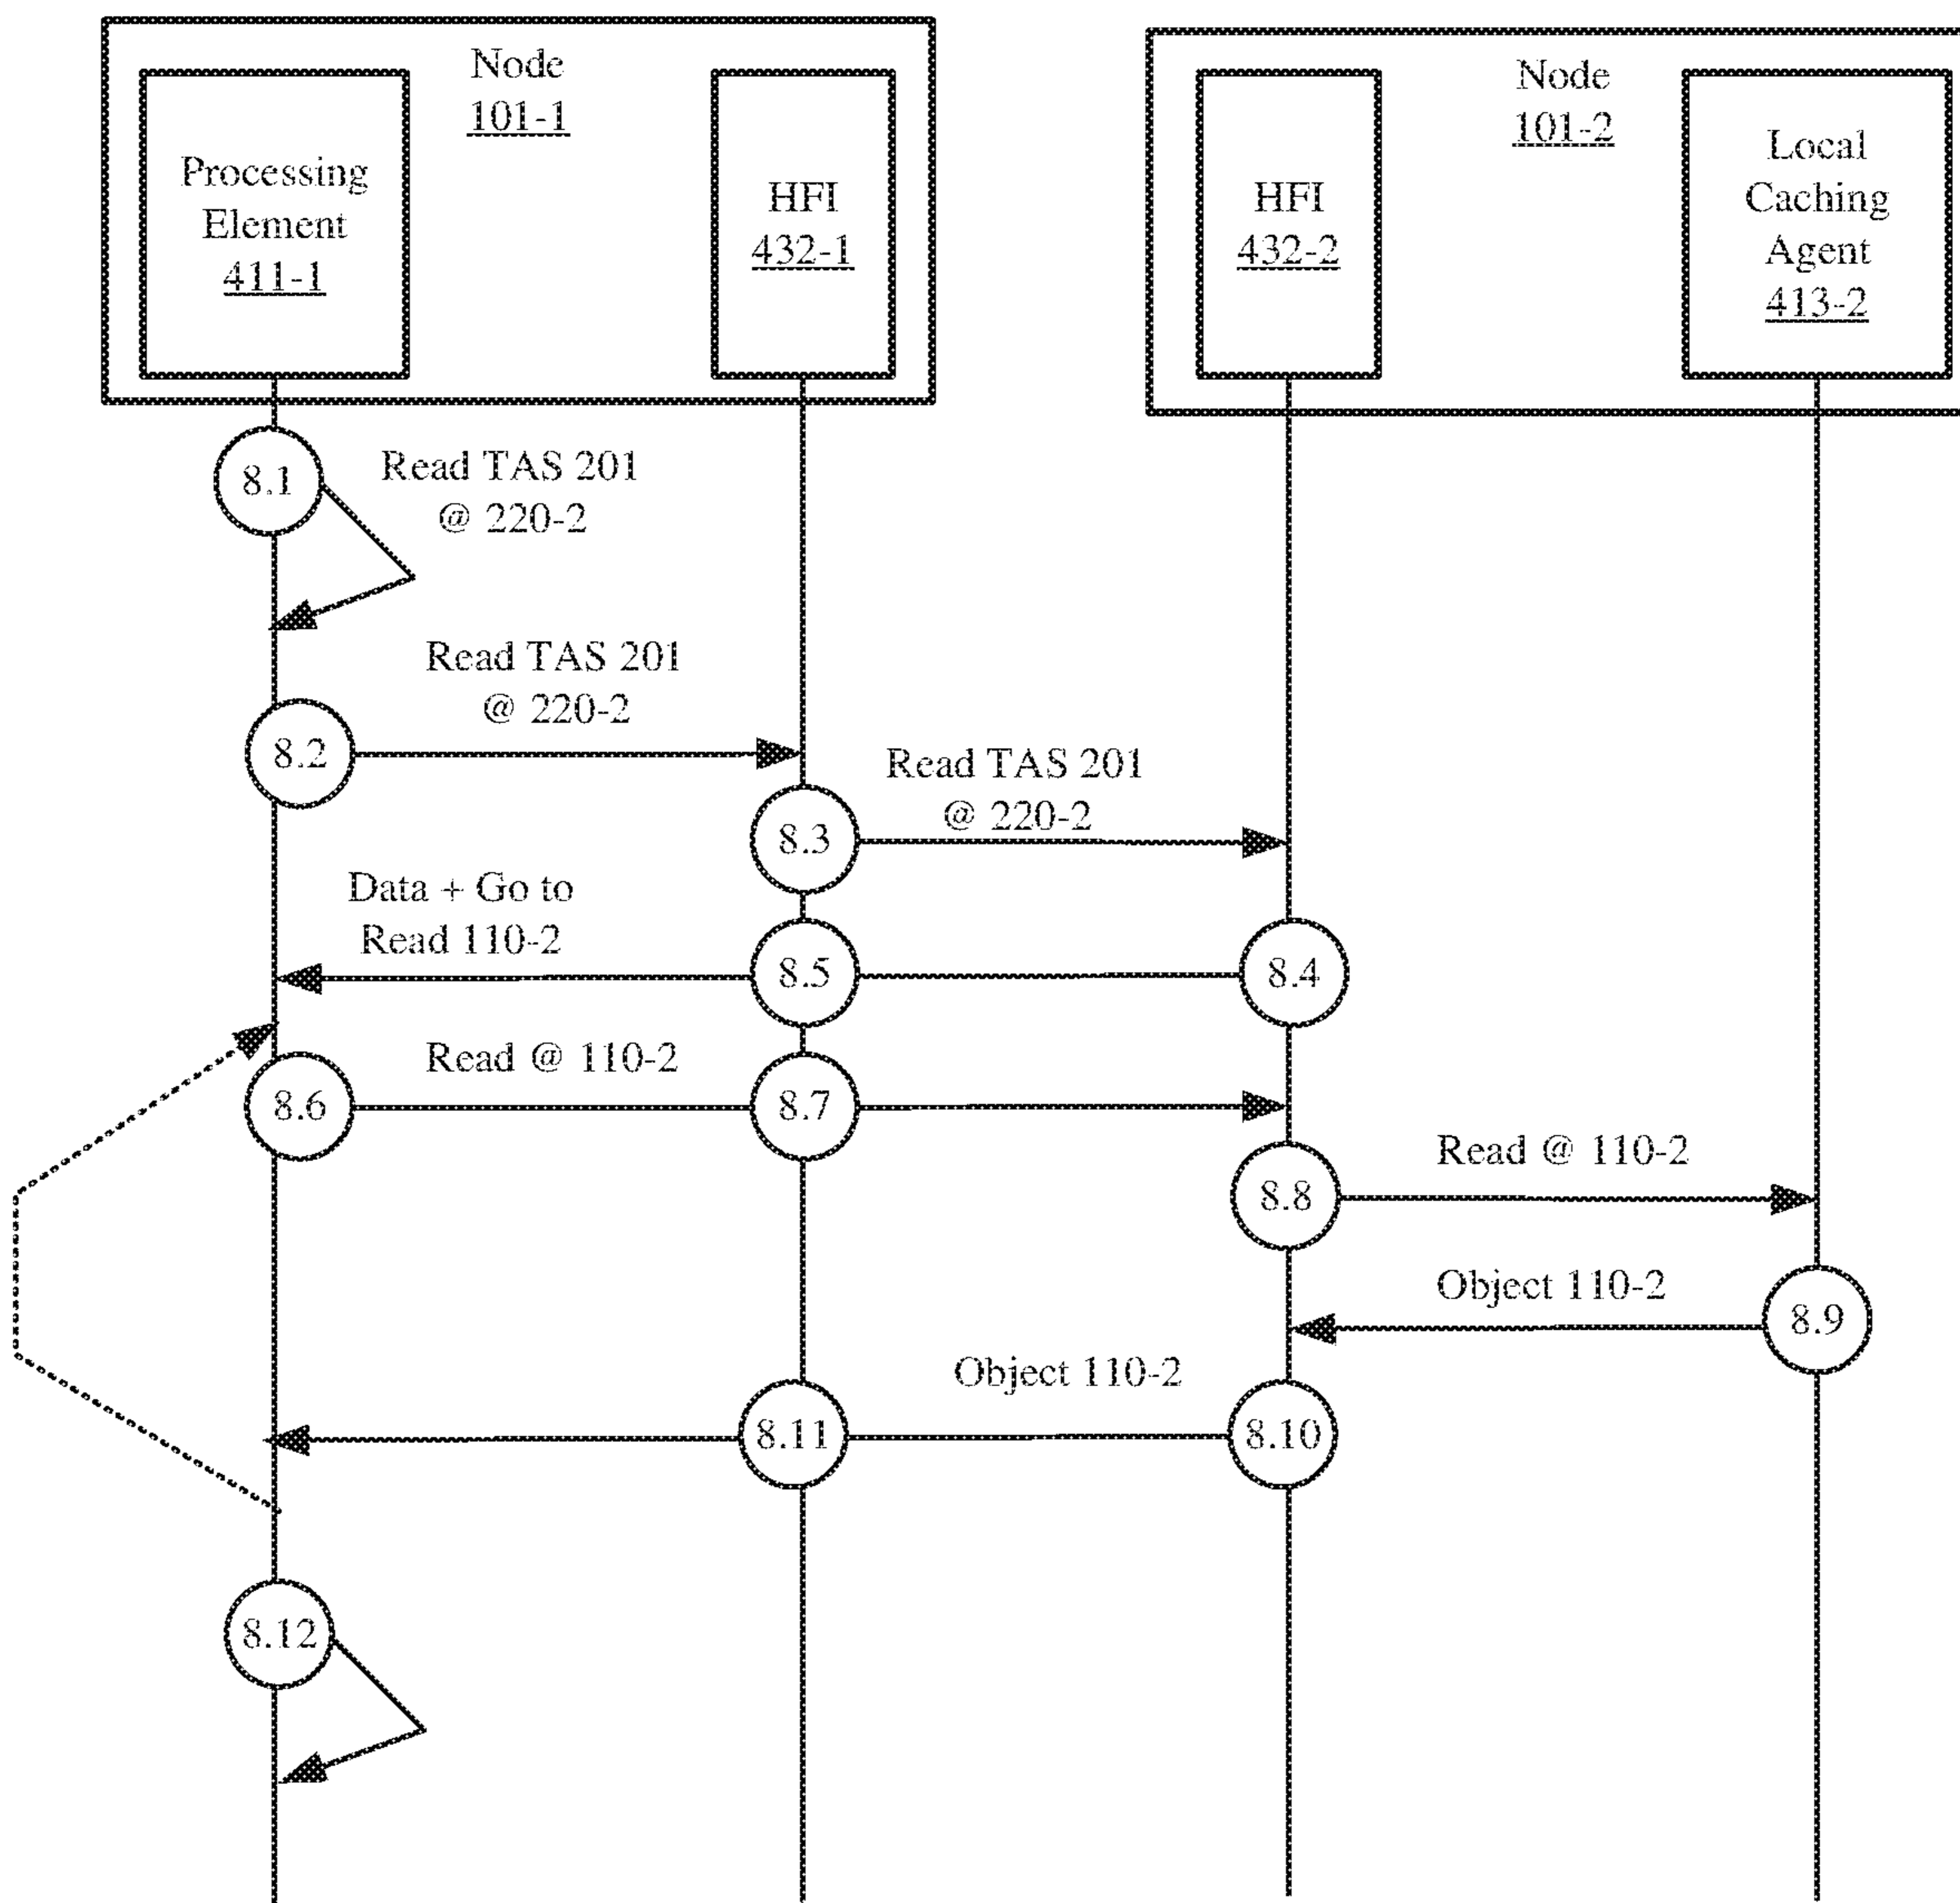 Node
101-1
Processing
Element
411-1
HFI
432-1
Node
101-2
HFI
432-2
Local
Caching
Agent
413-2
8.1
Read TAS 201
@ 220-2
Read TAS 201
@ 220-2
8.2
Read TAS 201
@ 220-2
8.3
Data + Go to
Read 110-2
8.5
8.4
8.6
Read @ 110-2
8.7
Read @ 110-2
8.8
Object 110-2
8.9
Object 110-2
8.11
8.10
8.12